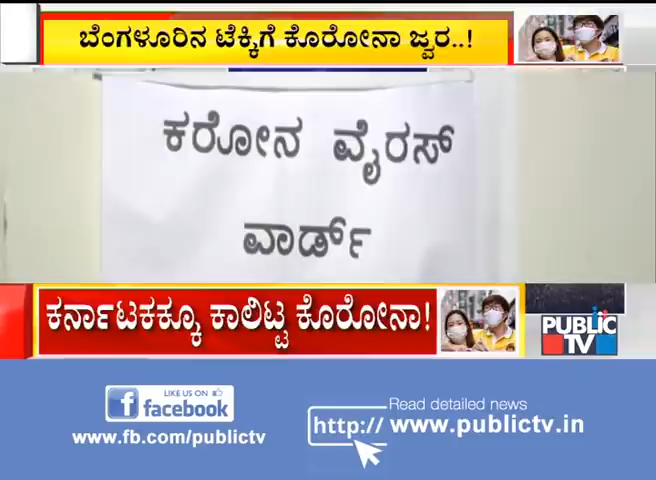 ಬೆಂಗಳೂರಿನ ಟೆಕ್ಕಿಗೆ ಕೊರೋನಾ ಜ್ವರ..!
ಕರೋನ ವೈರಸ್
ವಾರ್ಡ್
ಕರ್ನಾಟಕಕ್ಕೂ ಕಾಲಿಟ್ಟ ಕೊರೋನಾ!
PUBLIC
TV
LIKE US ON
facebook
www.fb.com/publictv
Read detailed news
http:// www.publictv.in